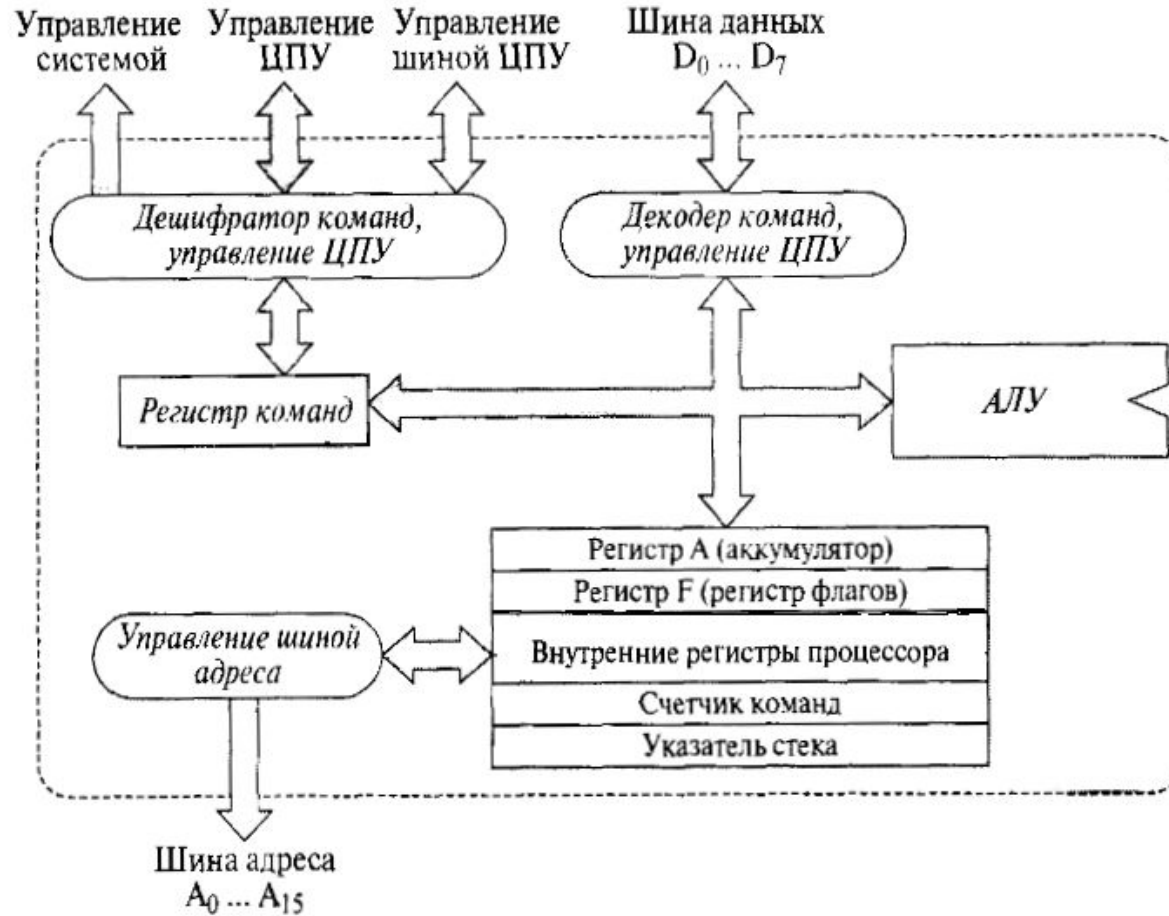 Управление
системой
Управление
ЦПУ
Управление
шиной ЦПУ
Шина данных
D₀ ... D₇
Дешифратор команд,
управление ЦПУ
Декодер команд,
управление ЦПУ
Регистр команд
АЛУ
Регистр А (аккумулятор)
Регистр F (регистр флагов)
Внутренние регистры процессора
Счетчик команд
Указатель стека
Управление шиной
адреса
Шина адреса
A₀ ... A₁₅